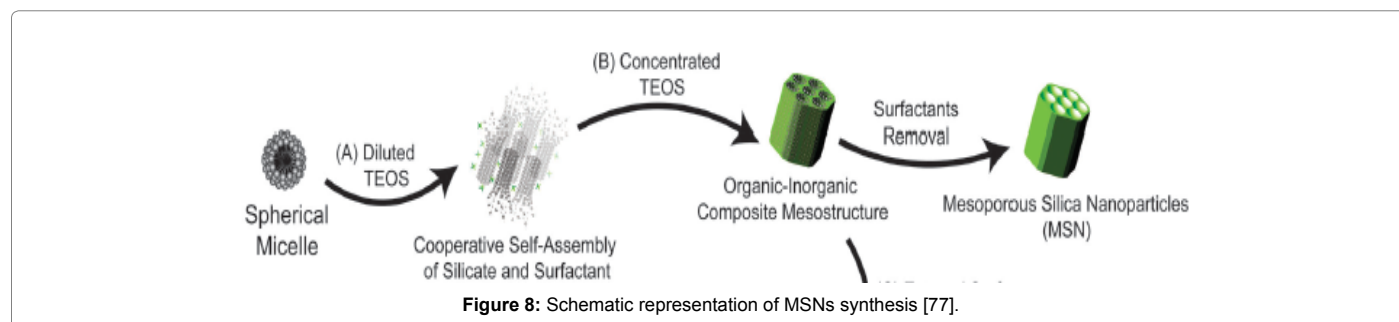 (B) Concentrated
TEOS
(A) Diluted
TEOS
Surfactants
Removal
Spherical
Micelle
Cooperative Self-Assembly
of Silicate and Surfactant
Organic-Inorganic
Composite Mesostructure
Mesoporous Silica Nanoparticles
(MSN)
Figure 8: Schematic representation of MSNs synthesis [77].